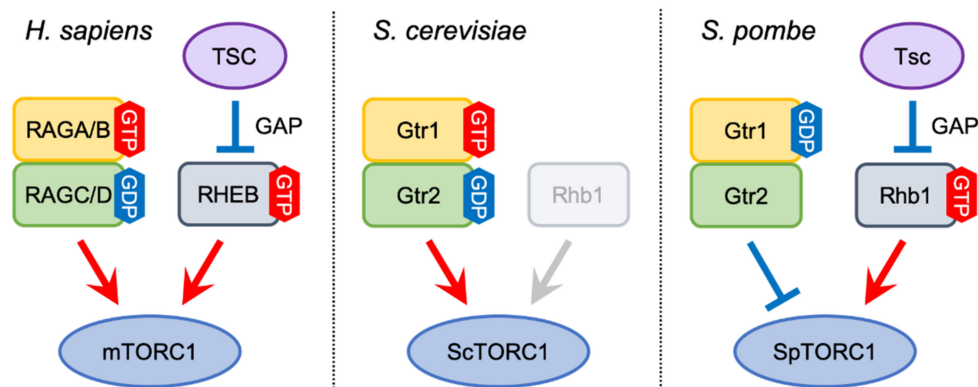 H. sapiens
TSC
GAP
RAGA/B
GTP
RAGC/D
GDP
RHEB
GTP
mTORC1
S. cerevisiae
Gtr1
GTP
Gtr2
GDP
Rhb1
ScTORC1
S. pombe
Tsc
GAP
Gtr1
GDP
Gtr2
Rhb1
GTP
SpTORC1